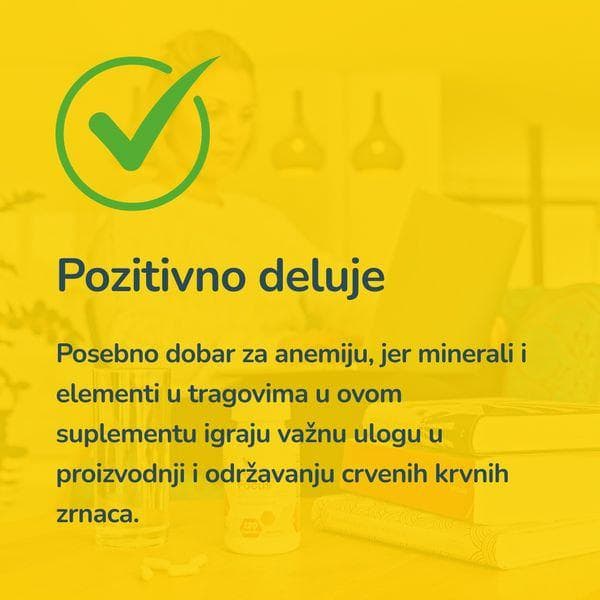 Pozitivno deluje
Posebno dobar za anemiju, jer minerali i
elementi u tragovima u ovom
suplementu igraju važnu ulogu u
proizvodnji i održavanju crvenih krvnih
zrnaca.